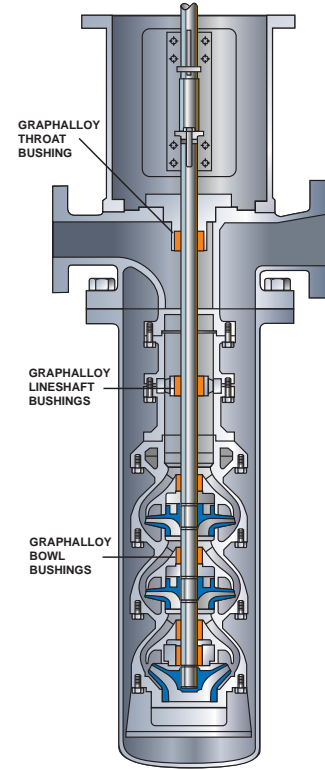 GRAPHALLOY
THROAT
BUSHING
GRAPHALLOY
LINESHAFT
BUSHINGS
GRAPHALLOY
BOWL
BUSHINGS